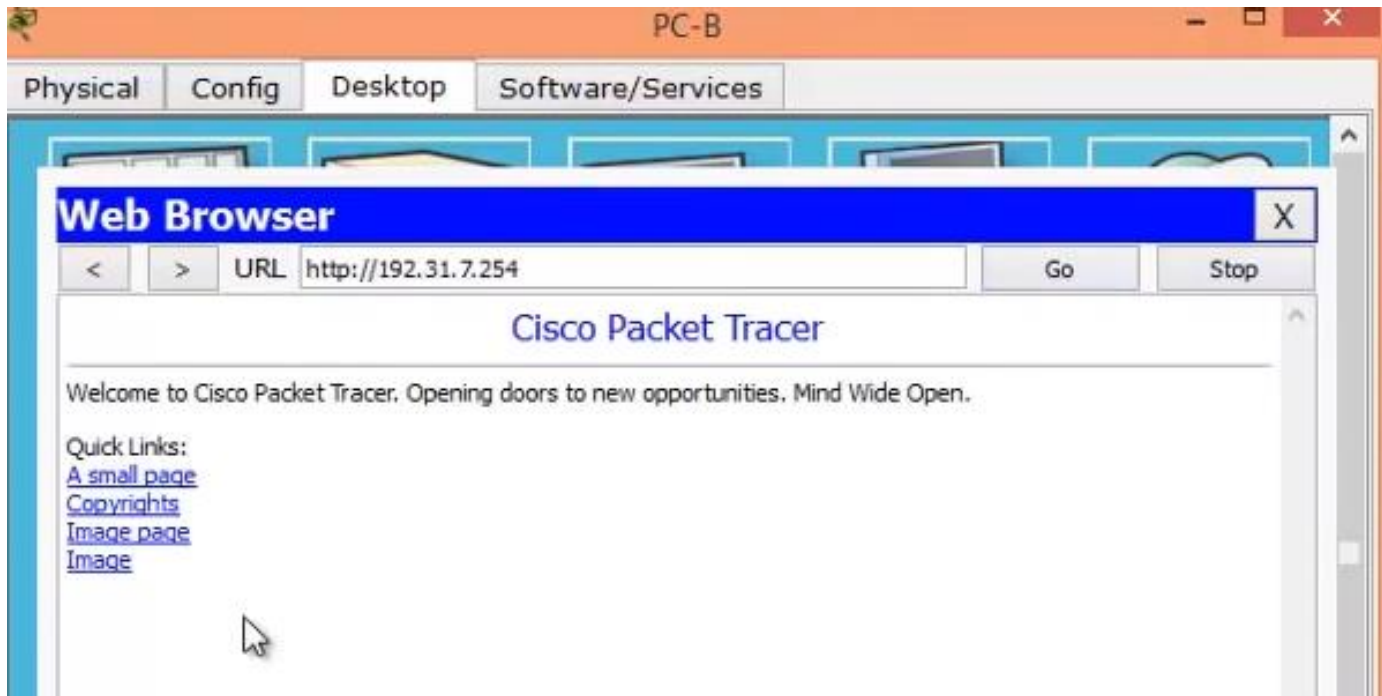 PC-B
Physical Config Desktop Software/Services
Web Browser X
< > URL http://192.31.7.254 Go Stop
Cisco Packet Tracer
Welcome to Cisco Packet Tracer. Opening doors to new opportunities. Mind Wide Open.
Quick Links:
A small page
Copyrights
Image page
Image